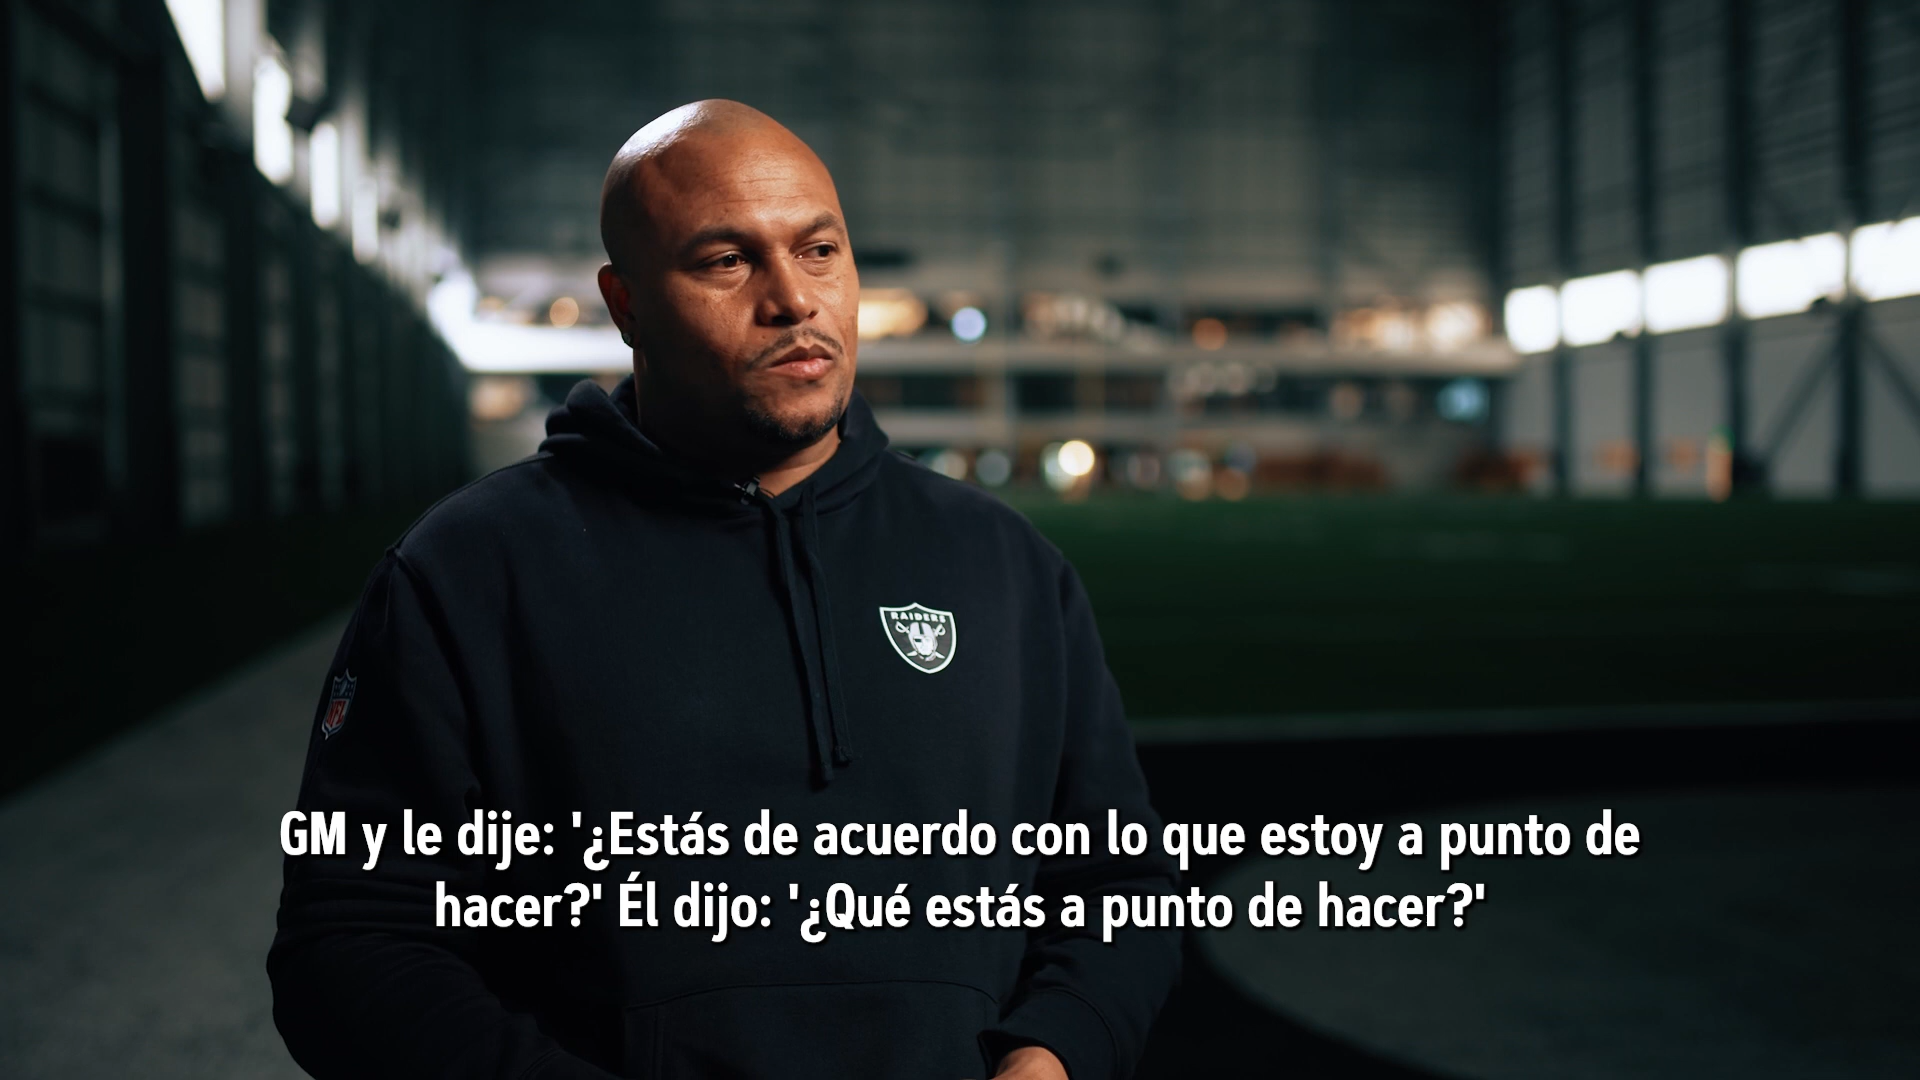 RAIDERS
NFL
GM y le dije: '¿Estás de acuerdo con lo que estoy a punto de
hacer?' Él dijo: '¿Qué estás a punto de hacer?'